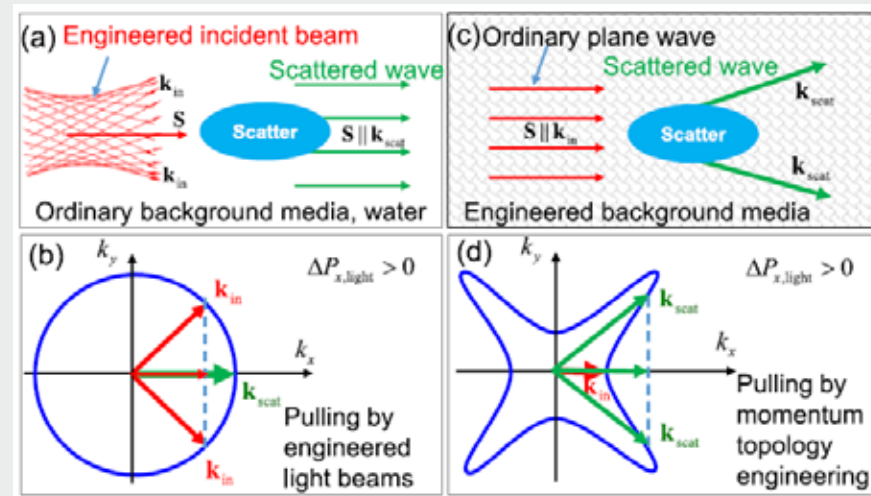 (a) Engineered incident beam
Scattered wave
k_in
S
Scatter
S || k_scat
k_in
Ordinary background media, water
(c) Ordinary plane wave
Scattered wave
k_scat
S || k_in
Scatter
k_scat
Engineered background media
(b)
k_y
ΔP_x,light > 0
k_in
k_x
k_scat
Pulling by
engineered
light beams
k_in
(d)
k_y
ΔP_x,light > 0
k_scat
k_x
k_in
Pulling by
momentum
topology
engineering
k_scat